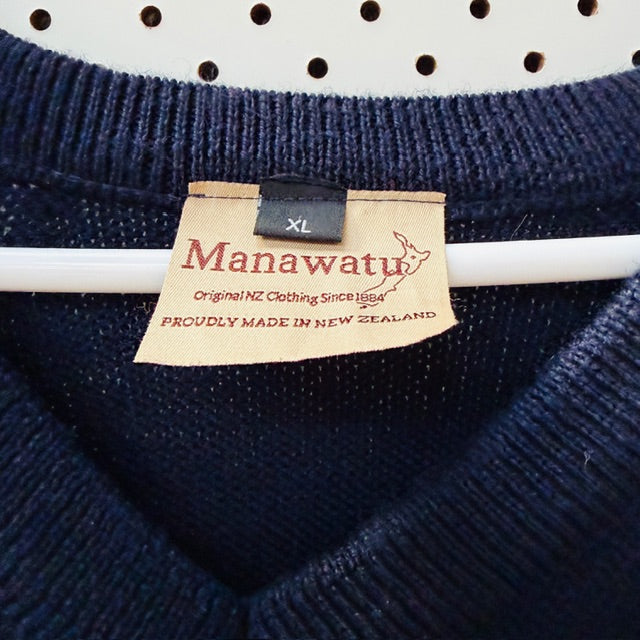 XL
Manawatu
Original NZ Clothing Since 1884
PROUDLY MADE IN NEW ZEALAND